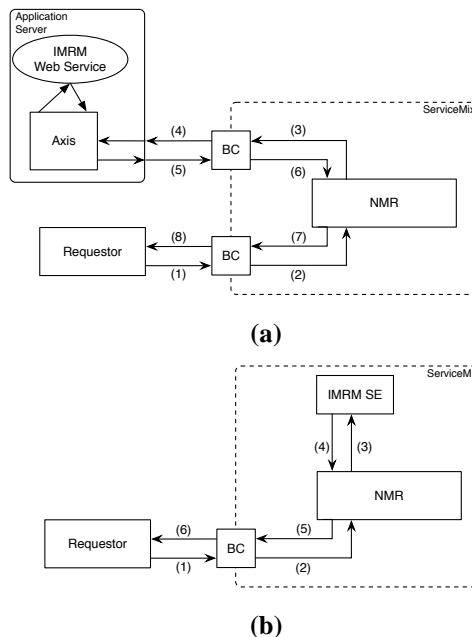 Application
Server
IMRM
Web Service
ServiceMix
Axis
(4)
(5)
BC
(3)
(6)
NMR
Requestor
(8)
(1)
BC
(7)
(2)
(a)
ServiceM
IMRM SE
(4)
(3)
NMR
Requestor
(6)
(1)
BC
(5)
(2)
(b)